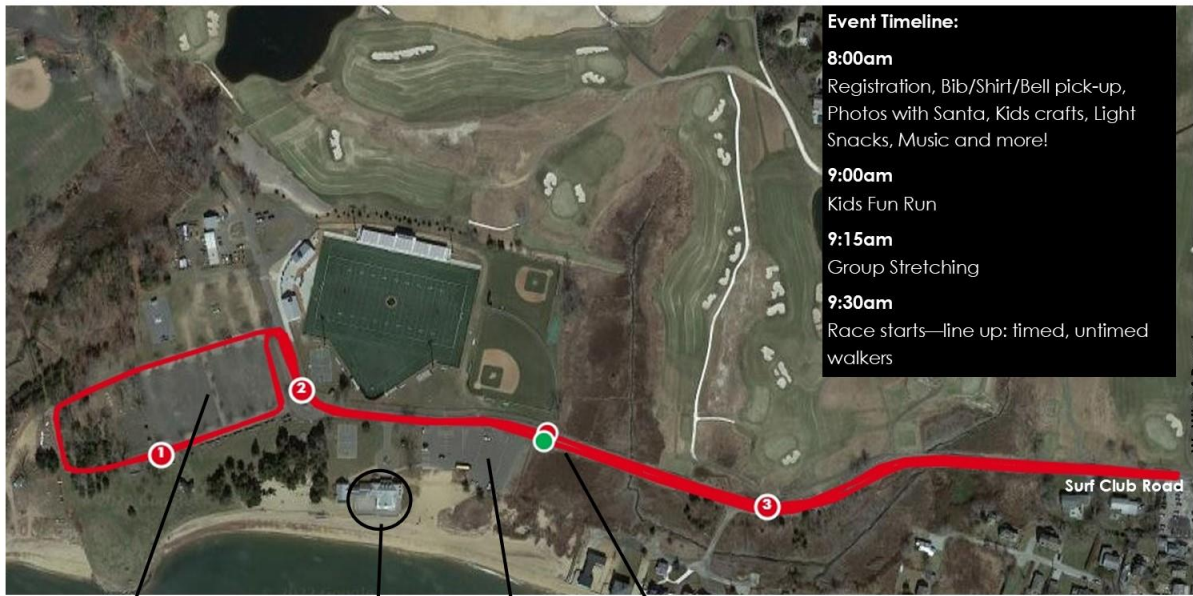 Event Timeline:
8:00am
Registration, Bib/Shirt/Bell pick-up,
Photos with Santa, Kids crafts, Light
Snacks, Music and more!
9:00am
Kids Fun Run
9:15am
Group Stretching
9:30am
Race starts—line up: timed, untimed
walkers
2
1
3
Surf Club Road